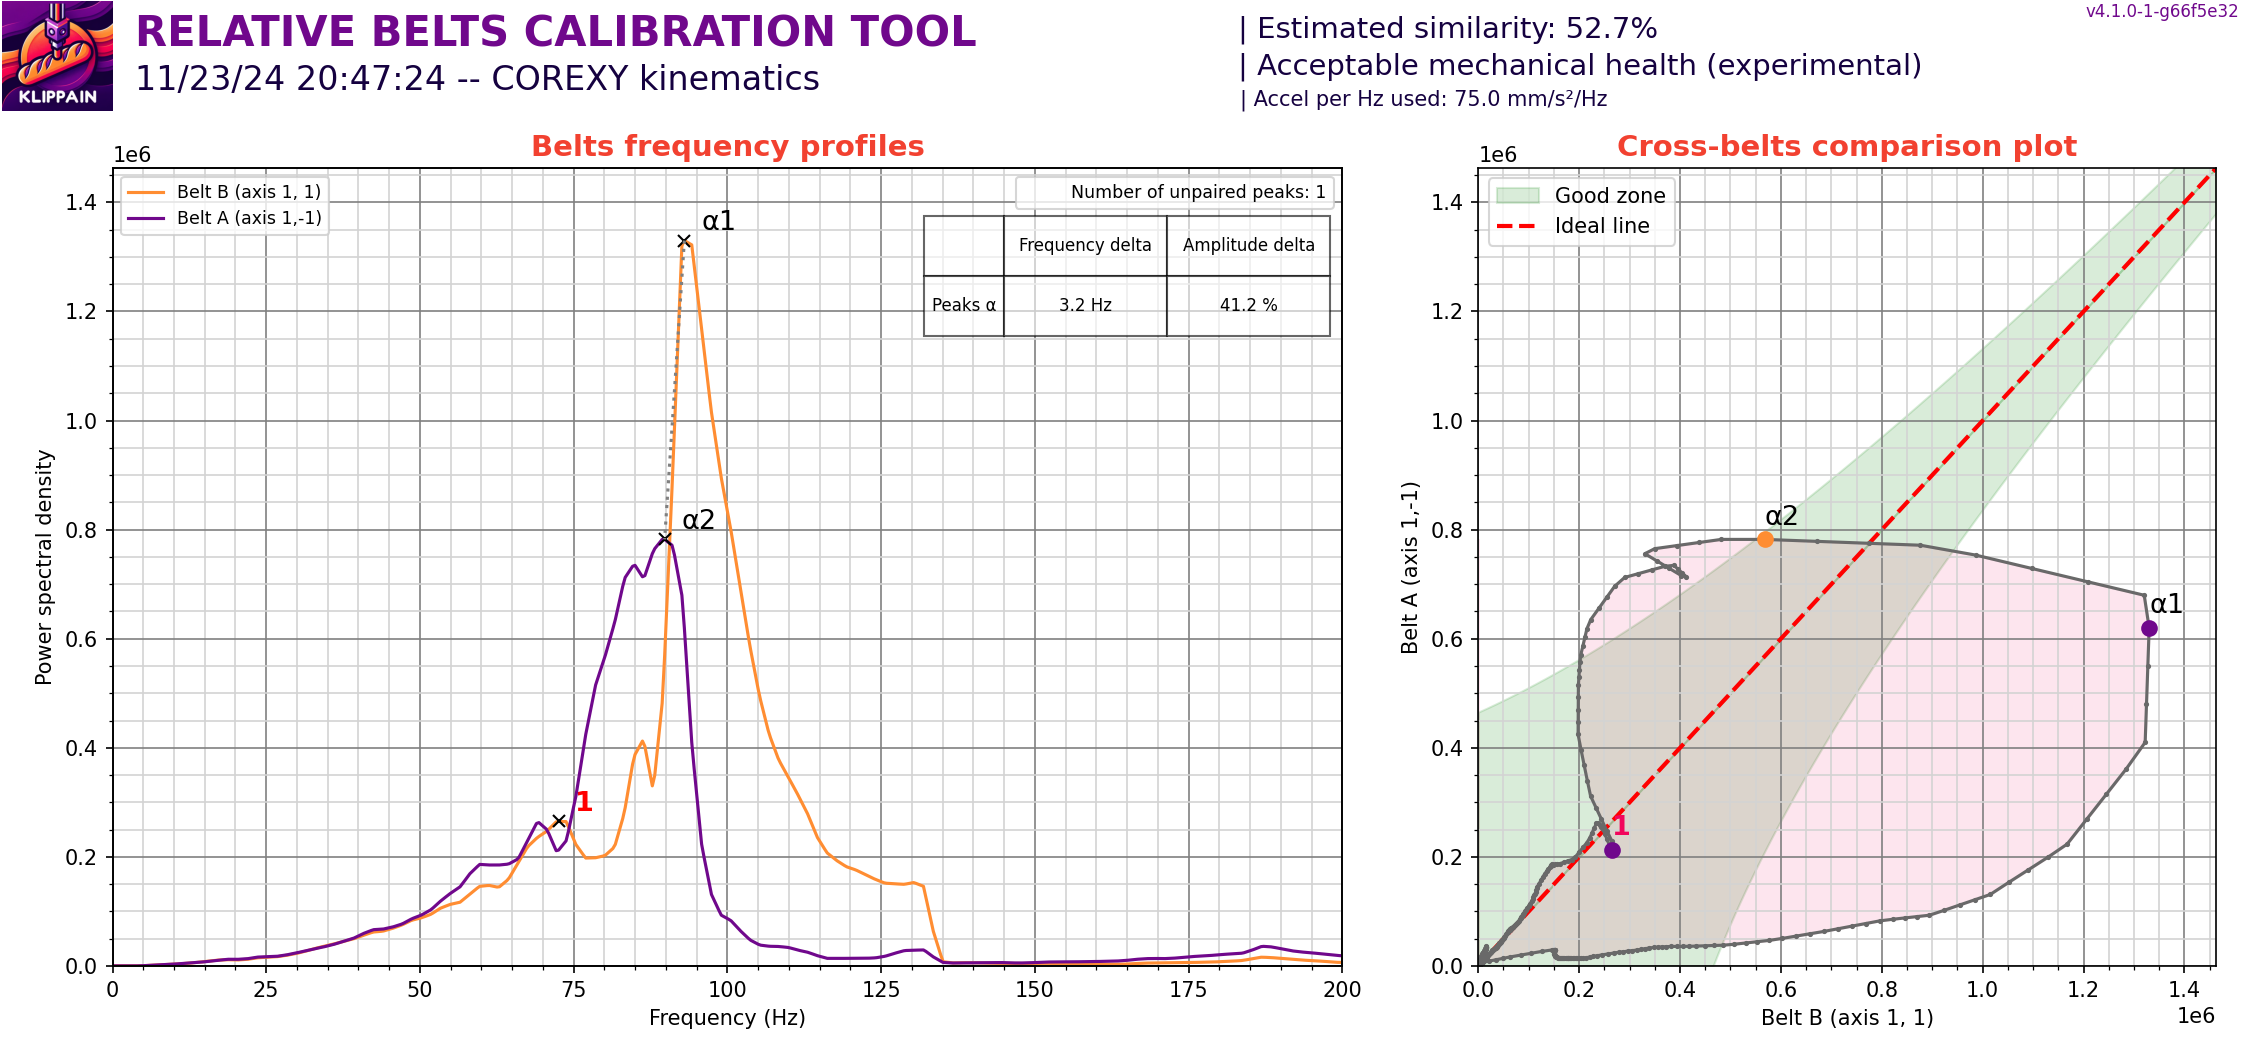 v4.1.0-1-g66f5e32
KLIPPAIN
RELATIVE BELTS CALIBRATION TOOL
11/23/24 20:47:24 -- COREXY kinematics
| Estimated similarity: 52.7%
| Acceptable mechanical health (experimental)
| Accel per Hz used: 75.0 mm/s²/Hz
Belts frequency profiles
1e6
Belt B (axis 1, 1)
Belt A (axis 1,-1)
Number of unpaired peaks: 1
Frequency delta Amplitude delta
Peaks α 3.2 Hz 41.2 %
α1
α2
1
1.4
1.2
1.0
0.8
0.6
0.4
0.2
0.0
Power spectral density
0 25 50 75 100 125 150 175 200
Frequency (Hz)
Cross-belts comparison plot
1e6
Good zone
Ideal line
α2
α1
1
1.4
1.2
1.0
0.8
0.6
0.4
0.2
0.0
Belt A (axis 1,-1)
0.0 0.2 0.4 0.6 0.8 1.0 1.2 1.4
Belt B (axis 1, 1)
1e6